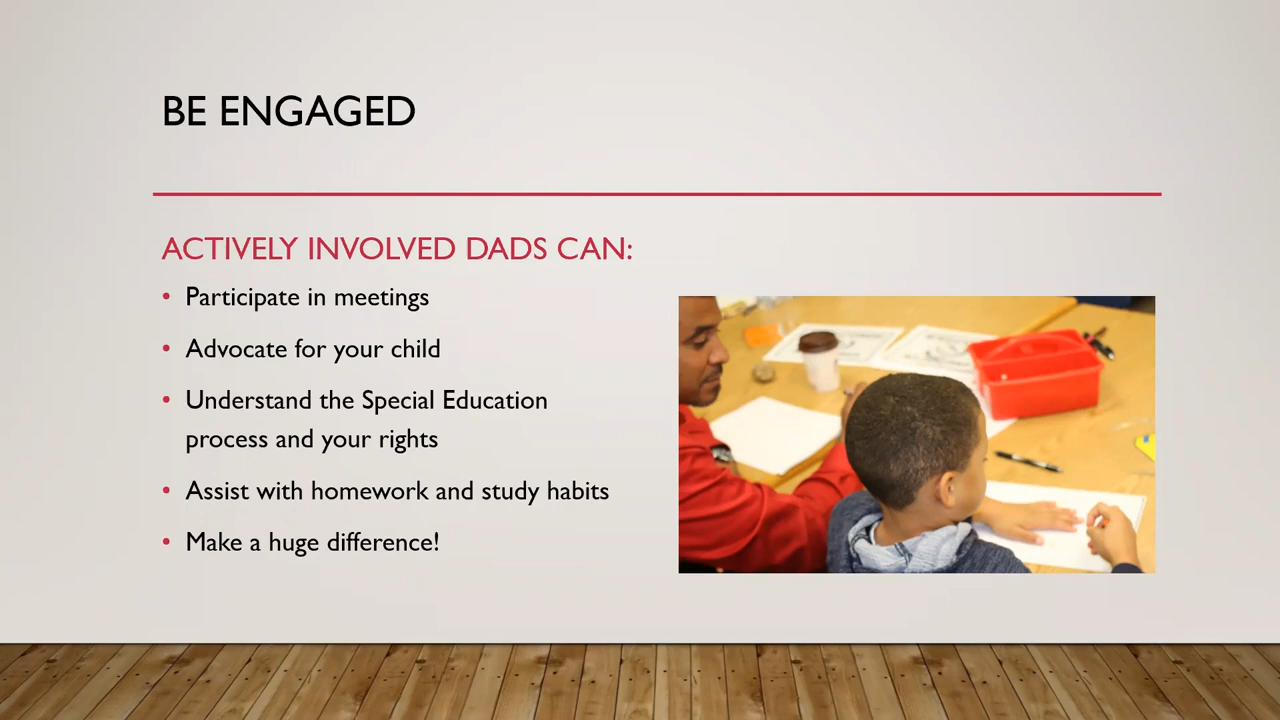 BE ENGAGED
ACTIVELY INVOLVED DADS CAN:
• Participate in meetings
• Advocate for your child
• Understand the Special Education
process and your rights
• Assist with homework and study habits
• Make a huge difference!